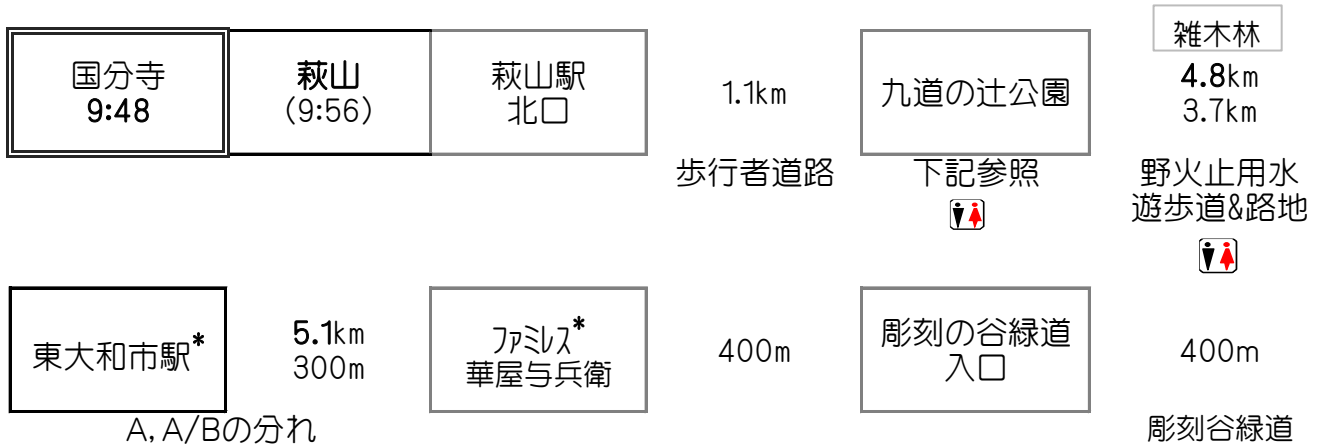 雑木林
国分寺
9:48
萩山
(9:56)
萩山駅
北口
1.1km
九道の辻公園
4.8km
3.7km
歩行者道路
下記参照
野火止用水
遊歩道&路地
東大和市駅*
5.1km
300m
ファミレス*
華屋与兵衛
400m
彫刻の谷緑道
入口
400m
A, A/Bの分れ
彫刻谷緑道